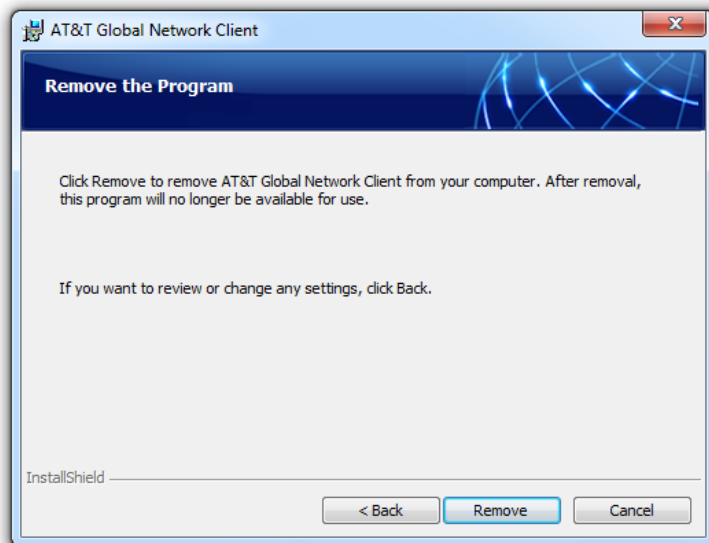 AT&T Global Network Client
Remove the Program
Click Remove to remove AT&T Global Network Client from your computer. After removal,
this program will no longer be available for use.
If you want to review or change any settings, click Back.
InstallShield
< Back
Remove
Cancel